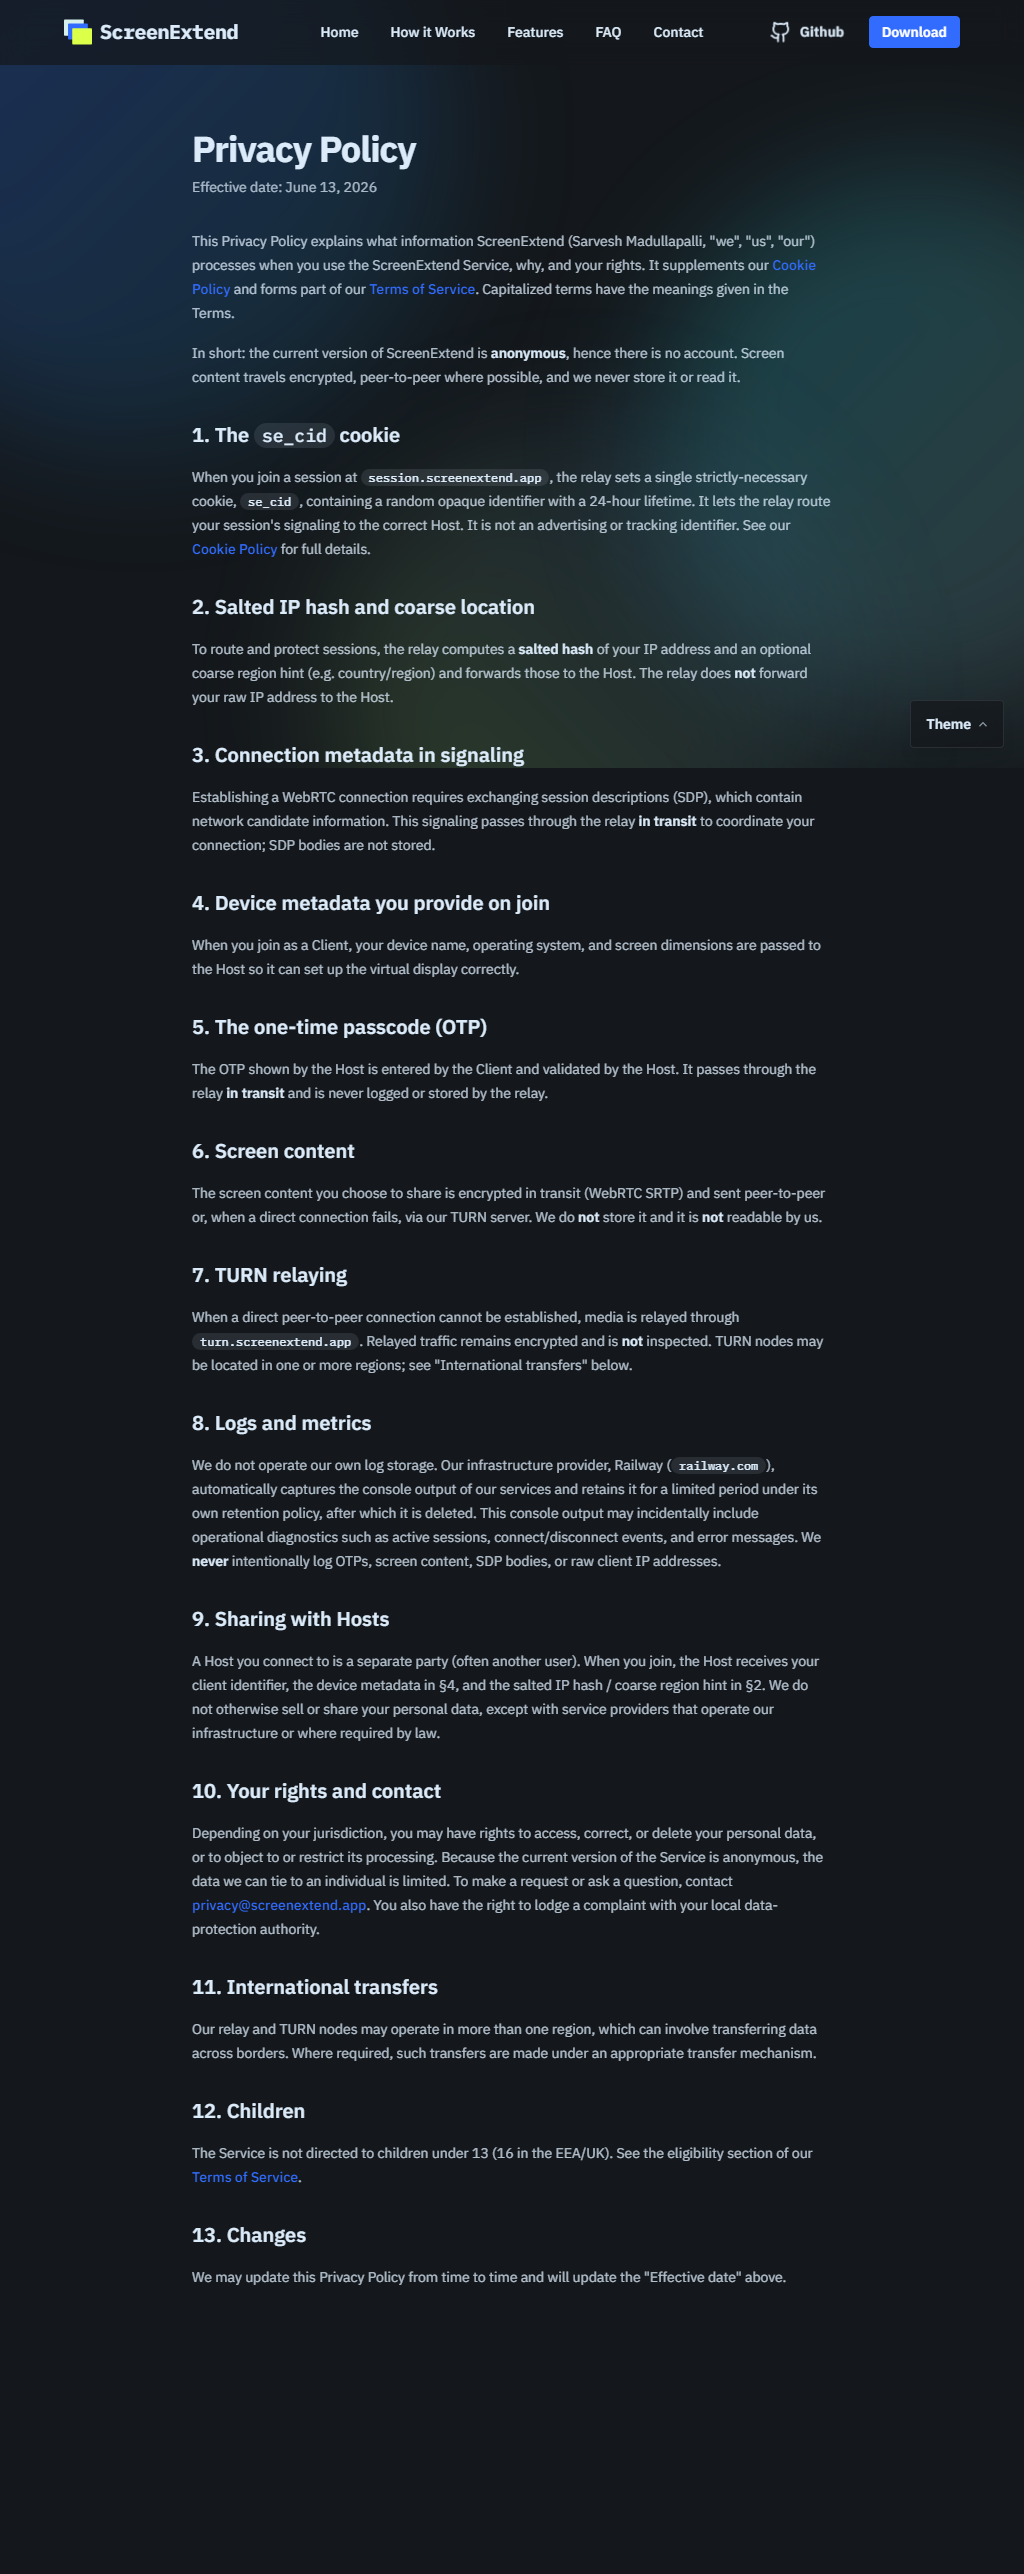 ScreenExtend Home How it Works Features FAQ Contact Github Download
Privacy Policy
Effective date: June 13, 2026
This Privacy Policy explains what information ScreenExtend (Sarvesh Madullapalli, "we", "us", "our")
processes when you use the ScreenExtend Service, why, and your rights. It supplements our Cookie
Policy and forms part of our Terms of Service. Capitalized terms have the meanings given in the
Terms.
In short: the current version of ScreenExtend is anonymous, hence there is no account. Screen
content travels encrypted, peer-to-peer where possible, and we never store it or read it.
1. The se_cid cookie
When you join a session at session.screenextend.app, the relay sets a single strictly-necessary
cookie, se_cid, containing a random opaque identifier with a 24-hour lifetime. It lets the relay route
your session's signaling to the correct Host. It is not an advertising or tracking identifier. See our
Cookie Policy for full details.
2. Salted IP hash and coarse location
To route and protect sessions, the relay computes a salted hash of your IP address and an optional
coarse region hint (e.g. country/region) and forwards those to the Host. The relay does not forward
your raw IP address to the Host.
Theme
3. Connection metadata in signaling
Establishing a WebRTC connection requires exchanging session descriptions (SDP), which contain
network candidate information. This signaling passes through the relay in transit to coordinate your
connection; SDP bodies are not stored.
4. Device metadata you provide on join
When you join as a Client, your device name, operating system, and screen dimensions are passed to
the Host so it can set up the virtual display correctly.
5. The one-time passcode (OTP)
The OTP shown by the Host is entered by the Client and validated by the Host. It passes through the
relay in transit and is never logged or stored by the relay.
6. Screen content
The screen content you choose to share is encrypted in transit (WebRTC SRTP) and sent peer-to-peer
or, when a direct connection fails, via our TURN server. We do not store it and it is not readable by us.
7. TURN relaying
When a direct peer-to-peer connection cannot be established, media is relayed through
turn.screenextend.app. Relayed traffic remains encrypted and is not inspected. TURN nodes may
be located in one or more regions; see "International transfers" below.
8. Logs and metrics
We do not operate our own log storage. Our infrastructure provider, Railway (railway.com),
automatically captures the console output of our services and retains it for a limited period under its
own retention policy, after which it is deleted. This console output may incidentally include
operational diagnostics such as active sessions, connect/disconnect events, and error messages. We
never intentionally log OTPs, screen content, SDP bodies, or raw client IP addresses.
9. Sharing with Hosts
A Host you connect to is a separate party (often another user). When you join, the Host receives your
client identifier, the device metadata in §4, and the salted IP hash / coarse region hint in §2. We do
not otherwise sell or share your personal data, except with service providers that operate our
infrastructure or where required by law.
10. Your rights and contact
Depending on your jurisdiction, you may have rights to access, correct, or delete your personal data,
or to object to or restrict its processing. Because the current version of the Service is anonymous, the
data we can tie to an individual is limited. To make a request or ask a question, contact
privacy@screenextend.app. You also have the right to lodge a complaint with your local data-
protection authority.
11. International transfers
Our relay and TURN nodes may operate in more than one region, which can involve transferring data
across borders. Where required, such transfers are made under an appropriate transfer mechanism.
12. Children
The Service is not directed to children under 13 (16 in the EEA/UK). See the eligibility section of our
Terms of Service.
13. Changes
We may update this Privacy Policy from time to time and will update the "Effective date" above.